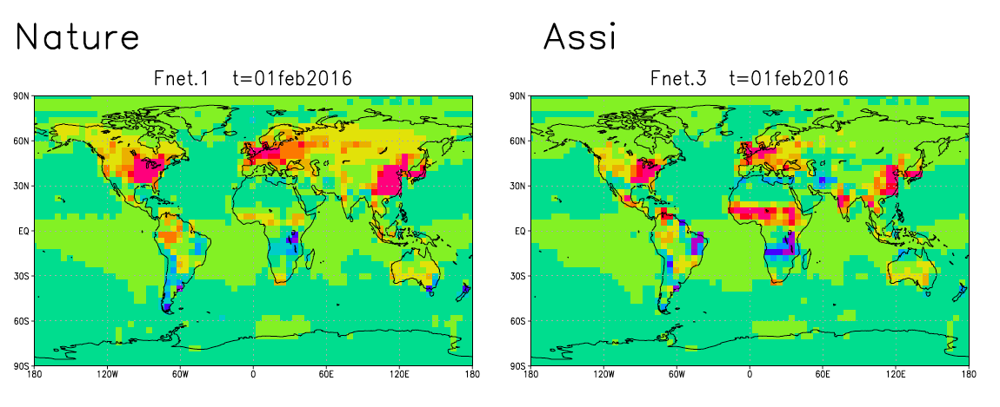 Nature
Assi
Fnet.1 t=01feb2016
Fnet.3 t=01feb2016
90N
60N
30N
EQ
30S
60S
90S
180 120W 60W 0 60E 120E 180
90N
60N
30N
EQ
30S
60S
90S
180 120W 60W 0 60E 120E 180